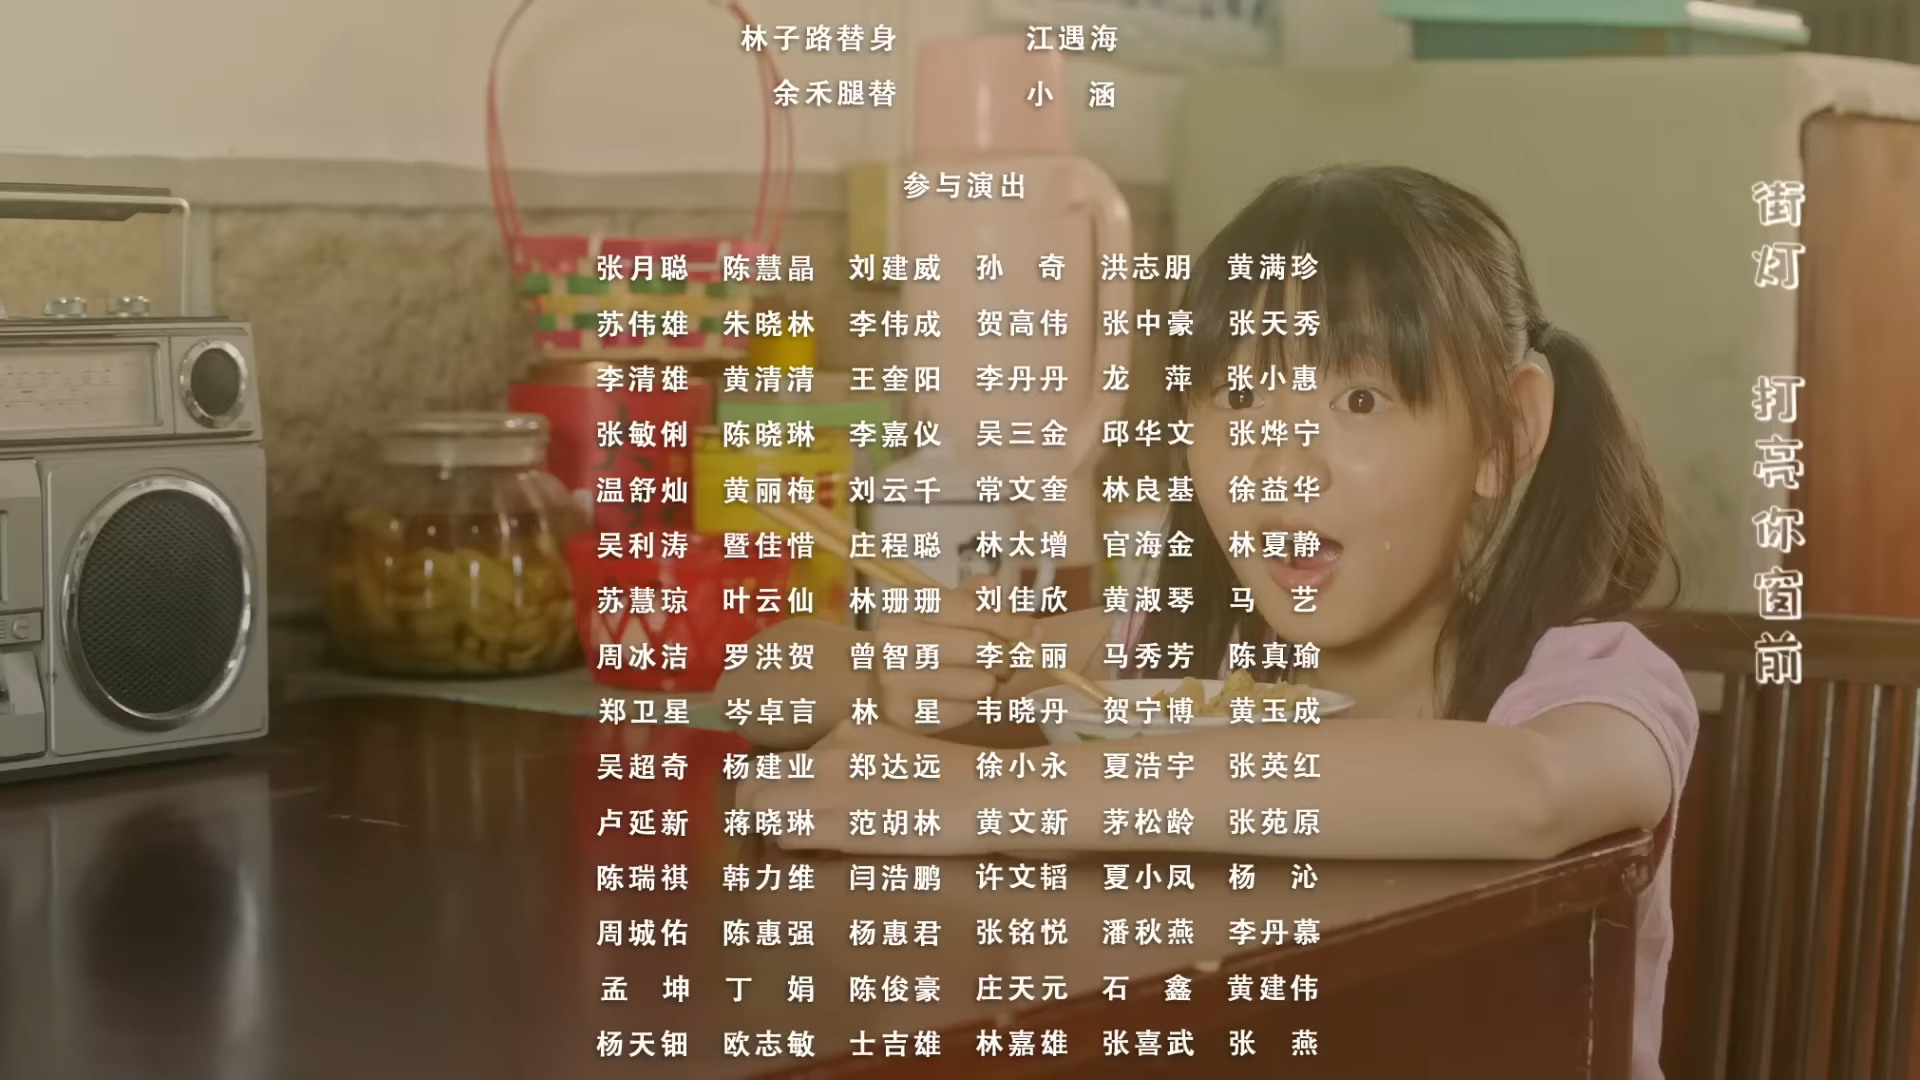 林子路替身 江遇海
余禾腿替 小 涵
参与演出
张月聪 陈慧晶 刘建威 孙 奇 洪志朋 黄满珍
苏伟雄 朱晓林 李伟成 贺高伟 张中豪 张天秀
李清雄 黄清清 王奎阳 李丹丹 龙 萍 张小惠
张敏俐 陈晓琳 李嘉仪 吴三金 邱华文 张烨宁
温舒灿 黄丽梅 刘云千 常文奎 林良基 徐益华
吴利涛 暨佳惜 庄程聪 林太增 官海金 林夏静
苏慧琼 叶云仙 林珊珊 刘佳欣 黄淑琴 马 艺
周冰洁 罗洪贺 曾智勇 李金丽 马秀芳 陈真瑜
郑卫星 岑卓言 林 星 韦晓丹 贺宁博 黄玉成
吴超奇 杨建业 郑达远 徐小永 夏浩宇 张英红
卢延新 蒋晓琳 范胡林 黄文新 茅松龄 张苑原
陈瑞祺 韩力维 闫浩鹏 许文韬 夏小凤 杨 沁
周城佑 陈惠强 杨惠君 张铭悦 潘秋燕 李丹慕
孟 坤 丁 娟 陈俊豪 庄天元 石 鑫 黄建伟
杨天钿 欧志敏 士吉雄 林嘉雄 张喜武 张 燕
街灯 打亮你窗前